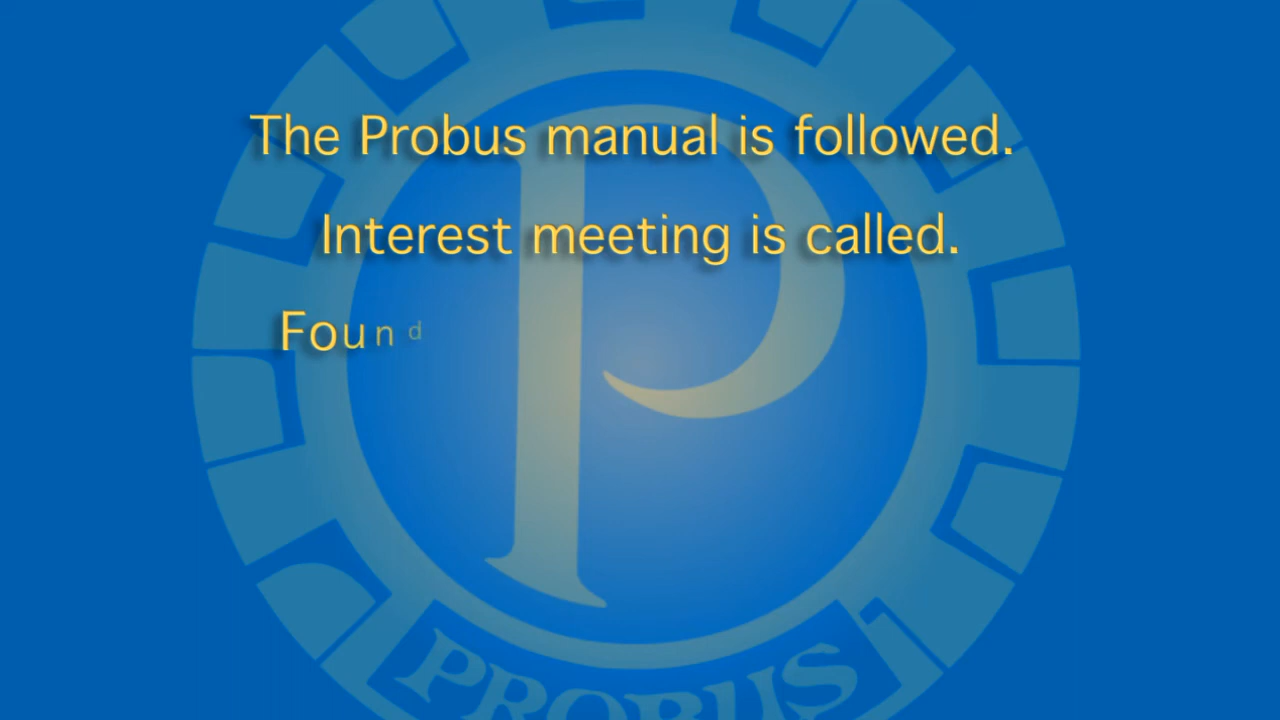 The Probus manual is followed.
Interest meeting is called.
Found
PROBUS